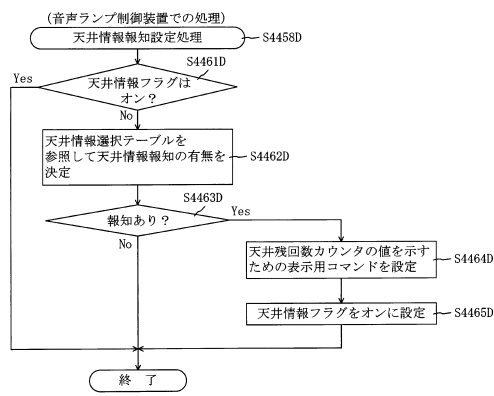 (音声ランプ制御装置での処理)
天井情報報知設定処理
S4458D
S4461D
Yes
天井情報フラグは
オン?
No
天井情報選択テーブルを
参照して天井情報報知の有無を
決定
S4462D
S4463D
報知あり?
Yes
No
天井残回数カウンタの値を示す
ための表示用コマンドを設定
S4464D
天井情報フラグをオンに設定
S4465D
終 了